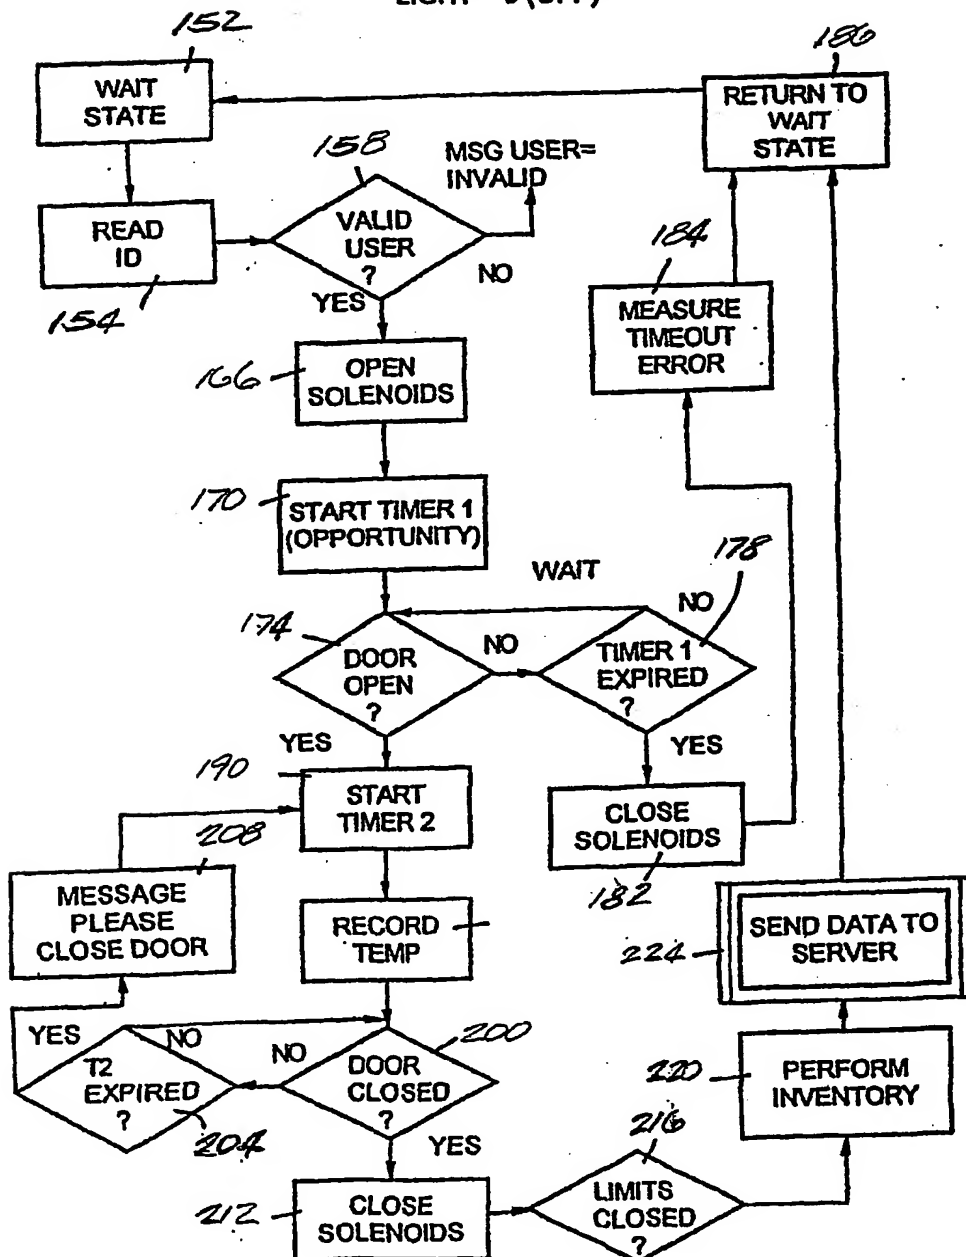 152
WAIT
STATE
READ
ID
154
158
VALID
USER
?
MSG USER=
INVALID
NO
YES
186
RETURN TO
WAIT
STATE
184
MEASURE
TIMEOUT
ERROR
166
OPEN
SOLENOIDS
170
START TIMER 1
(OPPORTUNITY)
WAIT
178
174
DOOR
OPEN
?
NO
TIMER 1
EXPIRED
?
NO
YES
YES
190
START
TIMER 2
CLOSE
SOLENOIDS
182
208
MESSAGE
PLEASE
CLOSE DOOR
RECORD
TEMP
224
SEND DATA TO
SERVER
YES
NO
T2
EXPIRED
?
204
NO
DOOR
CLOSED
?
200
YES
220
PERFORM
INVENTORY
216
212
CLOSE
SOLENOIDS
LIMITS
CLOSED
?